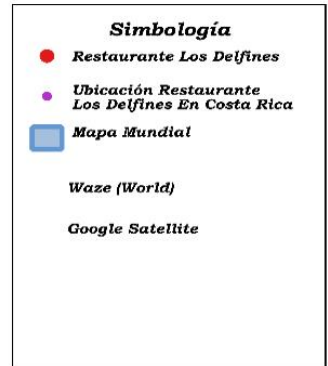 Simbología
Restaurante Los Delfines
Ubicación Restaurante
Los Delfines En Costa Rica
Mapa Mundial
Waze (World)
Google Satellite